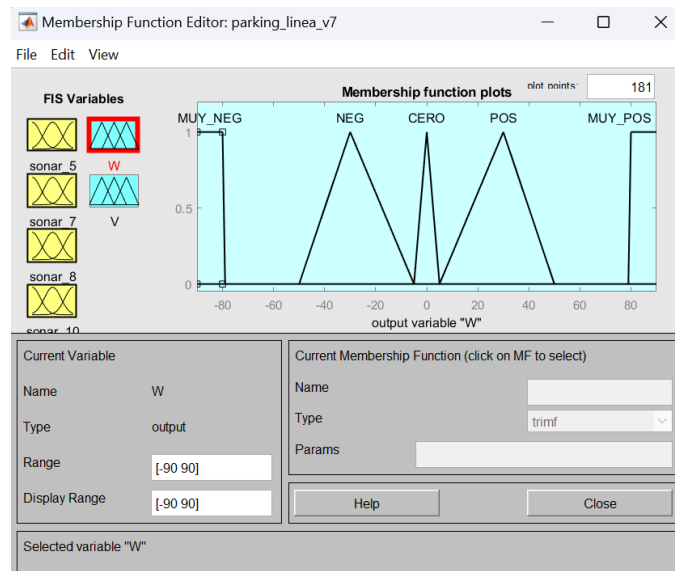 Membership Function Editor: parking_linea_v7
File Edit View
FIS Variables
Membership function plots
plot points:
181
sonar_5
W
sonar_7
V
sonar_8
sonar_10
MUY_NEG
NEG
CERO
POS
MUY_POS
1
0.5
0
-80
-60
-40
-20
0
20
40
60
80
output variable "W"
Current Variable
Name W
Type output
Range [-90 90]
Display Range [-90 90]
Current Membership Function (click on MF to select)
Name
Type trimf
Params
Help
Close
Selected variable "W"